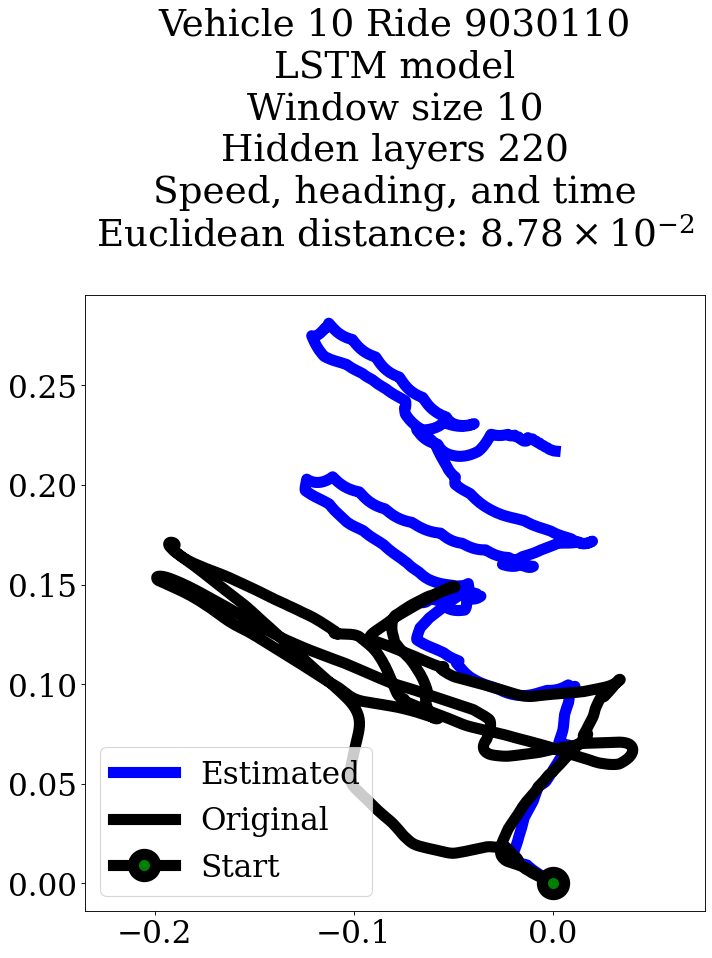 Vehicle 10 Ride 9030110
LSTM model
Window size 10
Hidden layers 220
Speed, heading, and time
Euclidean distance: 8.78 × 10⁻²
0.25
0.20
0.15
0.10
0.05
0.00
Estimated
Original
Start
−0.2 −0.1 0.0